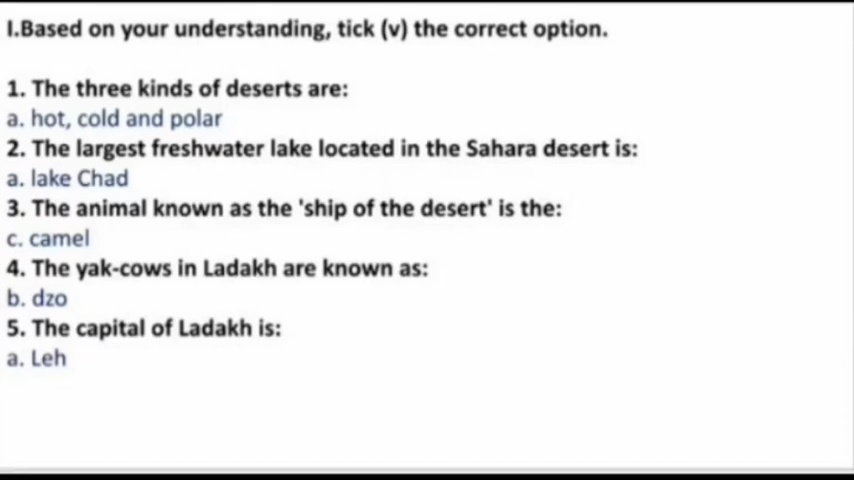 I.Based on your understanding, tick (v) the correct option.
1. The three kinds of deserts are:
a. hot, cold and polar
2. The largest freshwater lake located in the Sahara desert is:
a. lake Chad
3. The animal known as the 'ship of the desert' is the:
c. camel
4. The yak-cows in Ladakh are known as:
b. dzo
5. The capital of Ladakh is:
a. Leh